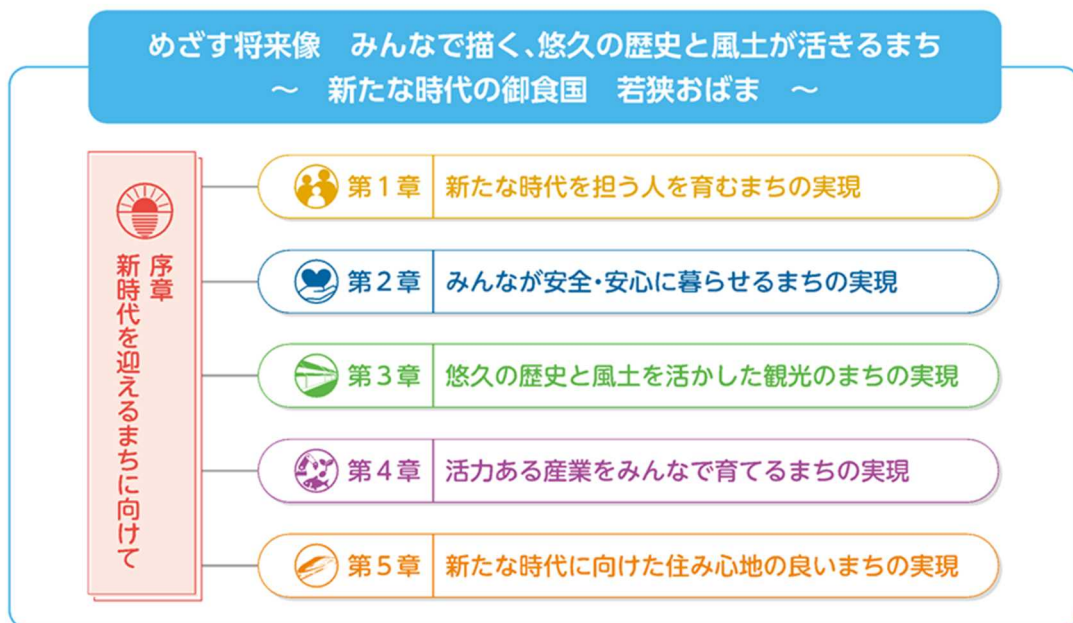 めざす将来像　みんなで描く、悠久の歴史と風土が活きるまち
～　新たな時代の御食国　若狭おばま　～
序章
新時代を迎えるまちに向けて
第1章　新たな時代を担う人を育むまちの実現
第2章　みんなが安全・安心に暮らせるまちの実現
第3章　悠久の歴史と風土を活かした観光のまちの実現
第4章　活力ある産業をみんなで育てるまちの実現
第5章　新たな時代に向けた住み心地の良いまちの実現